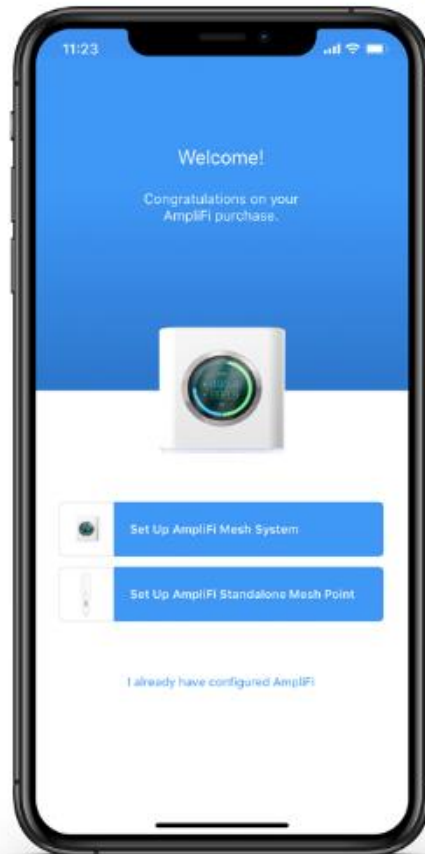 11:23
Welcome!
Congratulations on your
AmpliFi purchase.
Set Up AmpliFi Mesh System
Set Up AmpliFi Standalone Mesh Point
I already have configured AmpliFi